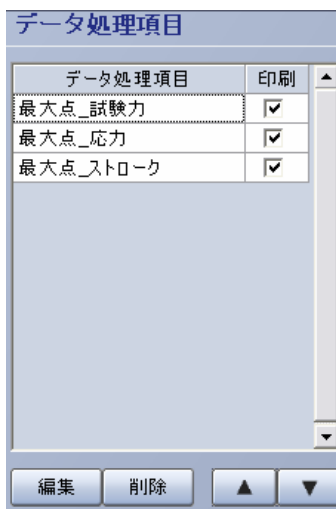 データ処理項目
データ処理項目 印刷
最大点_試験力
最大点_応力
最大点_ストローク
編集 削除 ▲ ▼